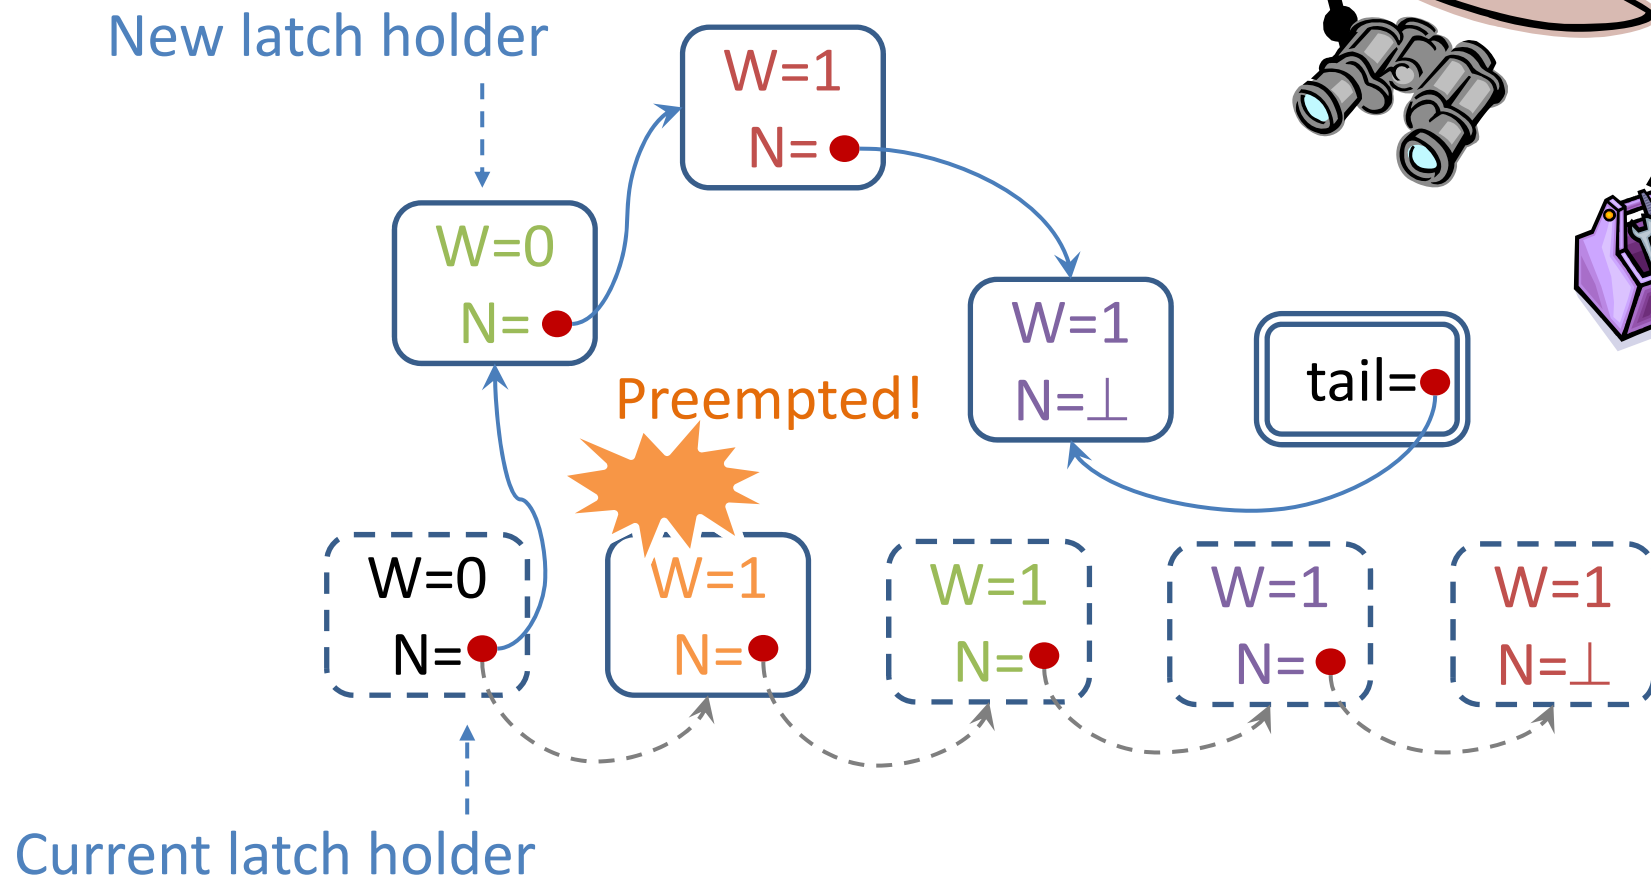 New latch holder
W=1
N=
W=0
N=
W=1
N=⊥
tail=
Preempted!
W=0
N=
W=1
N=
W=1
N=
W=1
N=
W=1
N=⊥
Current latch holder